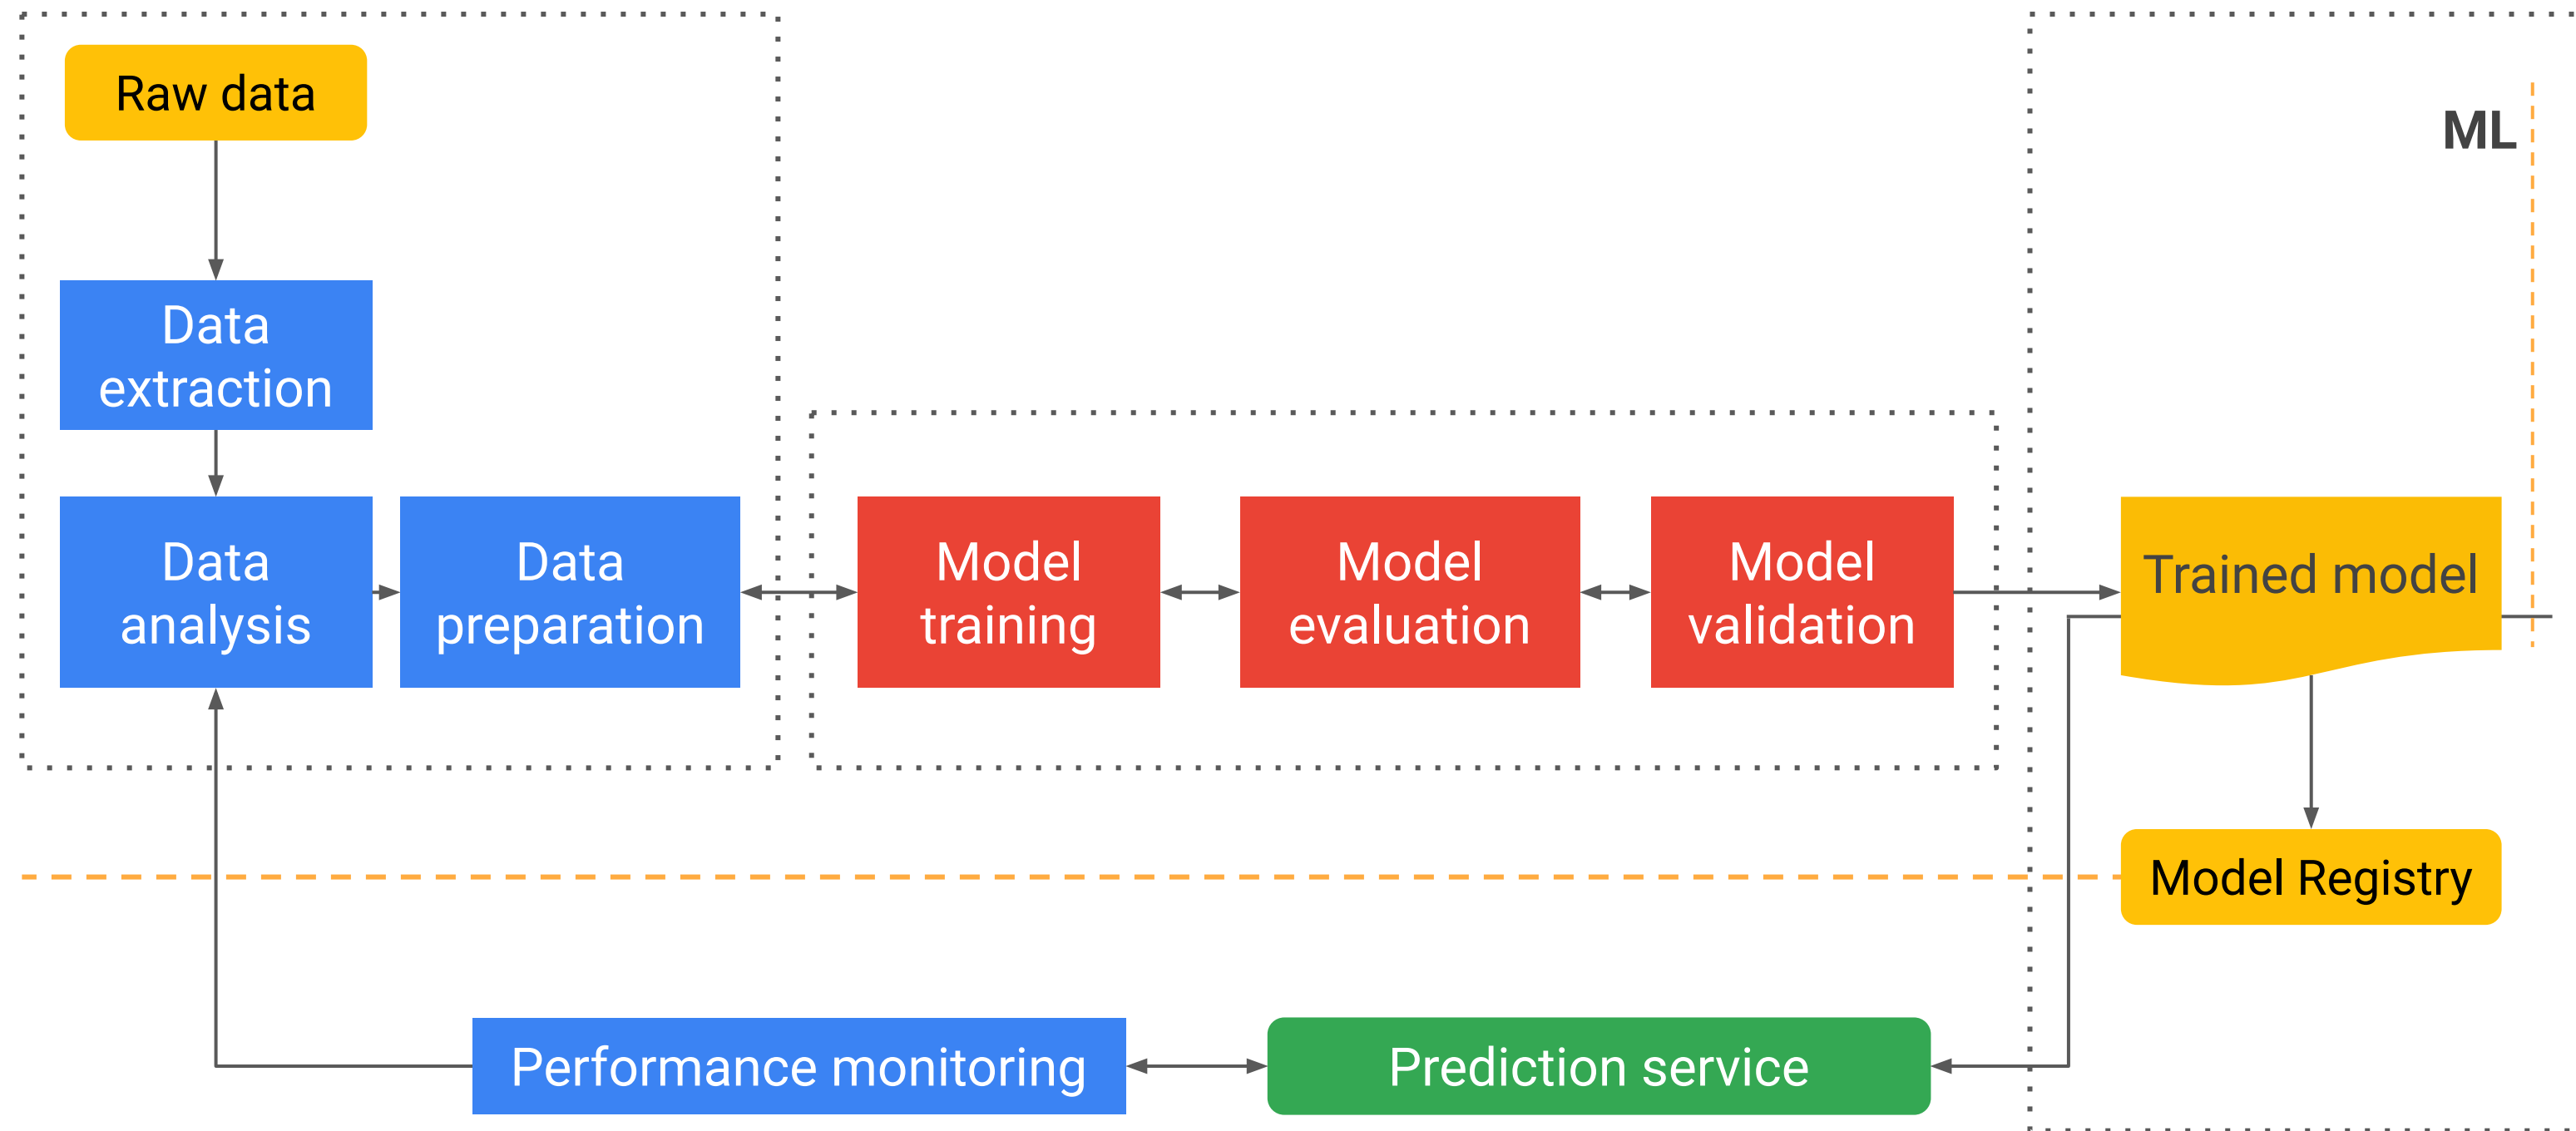 Raw data
ML
Data
extraction
Data
analysis
Data
preparation
Model
training
Model
evaluation
Model
validation
Trained model
Model Registry
Performance monitoring
Prediction service